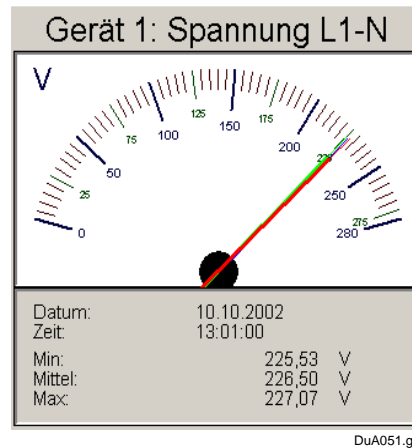 Gerät 1: Spannung L1-N
V
0
25
50
75
100
125
150
175
200
225
250
275
280
Datum: 10.10.2002
Zeit: 13:01:00
Min: 225,53 V
Mittel: 226,50 V
Max: 227,07 V
DuA051.g